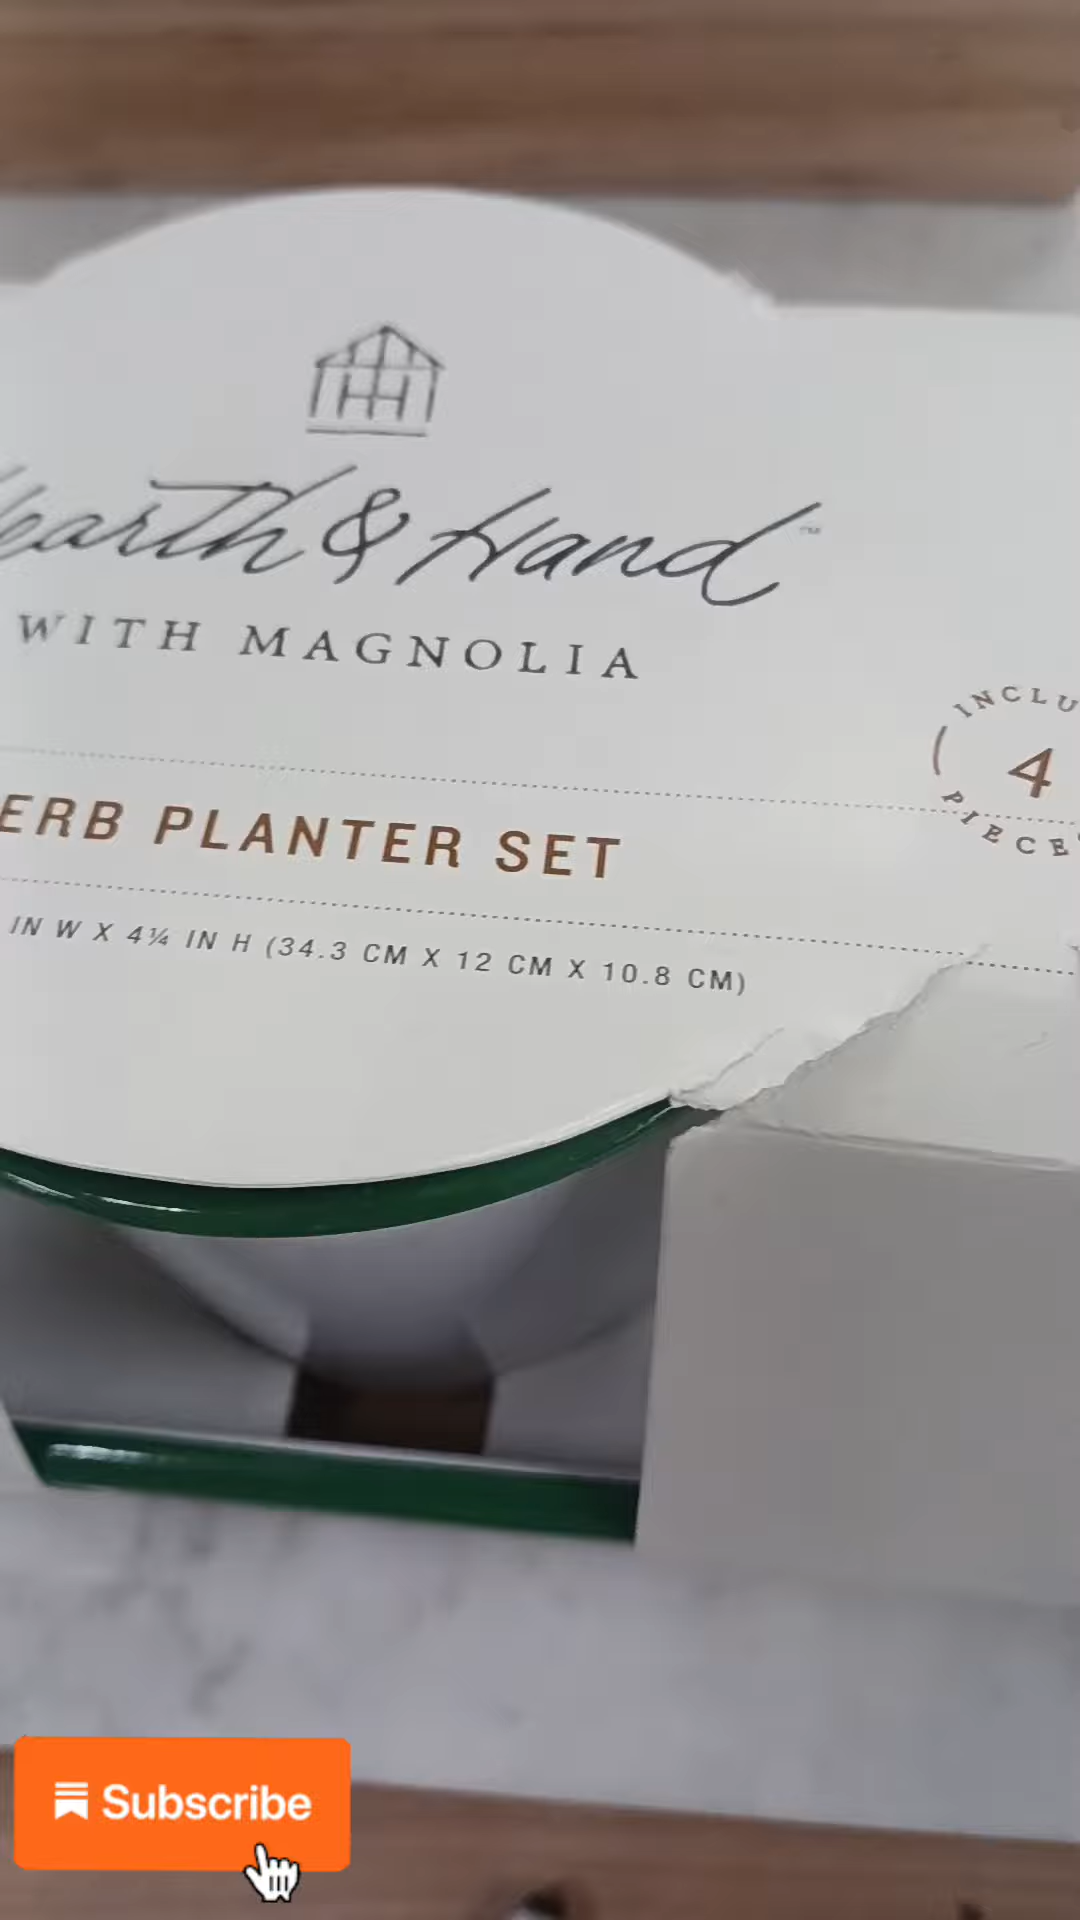 earth & Hand™
WITH MAGNOLIA
INCLU
4
PIECE
ERB PLANTER SET
IN W X 4¼ IN H (34.3 CM X 12 CM X 10.8 CM)
Subscribe